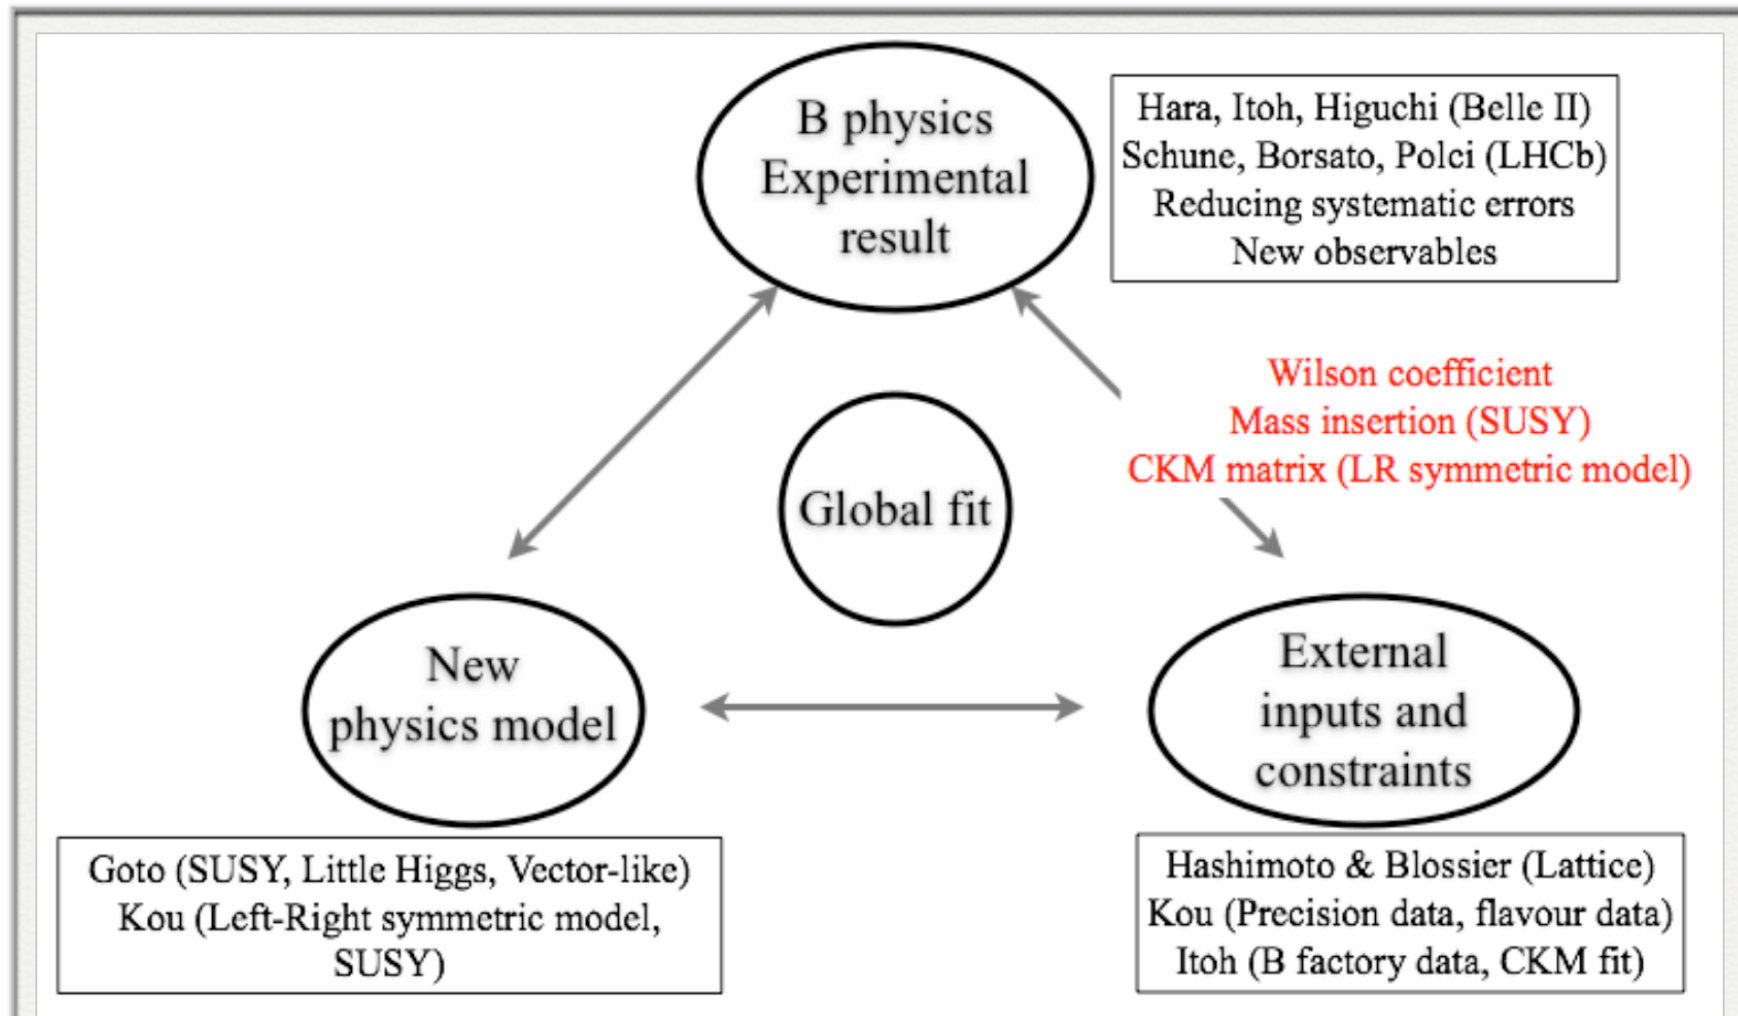 B physics
Experimental
result
Hara, Itoh, Higuchi (Belle II)
Schune, Borsato, Polci (LHCb)
Reducing systematic errors
New observables
Wilson coefficient
Mass insertion (SUSY)
CKM matrix (LR symmetric model)
Global fit
New
physics model
External
inputs and
constraints
Goto (SUSY, Little Higgs, Vector-like)
Kou (Left-Right symmetric model,
SUSY)
Hashimoto & Blossier (Lattice)
Kou (Precision data, flavour data)
Itoh (B factory data, CKM fit)